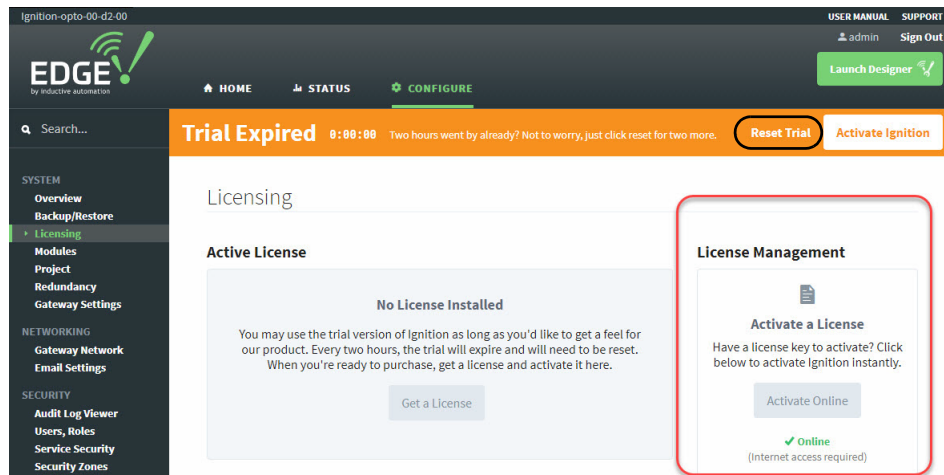 Ignition-opto-00-d2-00
USER MANUAL SUPPORT
admin Sign Out
EDGE
by inductive automation
Launch Designer
HOME STATUS CONFIGURE
Search...
Trial Expired 0:00:00 Two hours went by already? Not to worry, just click reset for two more. Reset Trial Activate Ignition
SYSTEM
Overview
Backup/Restore
Licensing
Modules
Project
Redundancy
Gateway Settings
NETWORKING
Gateway Network
Email Settings
SECURITY
Audit Log Viewer
Users, Roles
Service Security
Security Zones
Licensing
Active License
No License Installed
You may use the trial version of Ignition as long as you'd like to get a feel for
our product. Every two hours, the trial will expire and will need to be reset.
When you're ready to purchase, get a license and activate it here.
Get a License
License Management
Activate a License
Have a license key to activate? Click
below to activate Ignition instantly.
Activate Online
Online
(Internet access required)